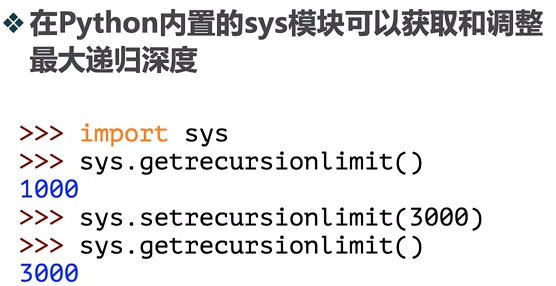 ❖ 在Python内置的sys模块可以获取和调整
最大递归深度
>>> import sys
>>> sys.getrecursionlimit()
1000
>>> sys.setrecursionlimit(3000)
>>> sys.getrecursionlimit()
3000